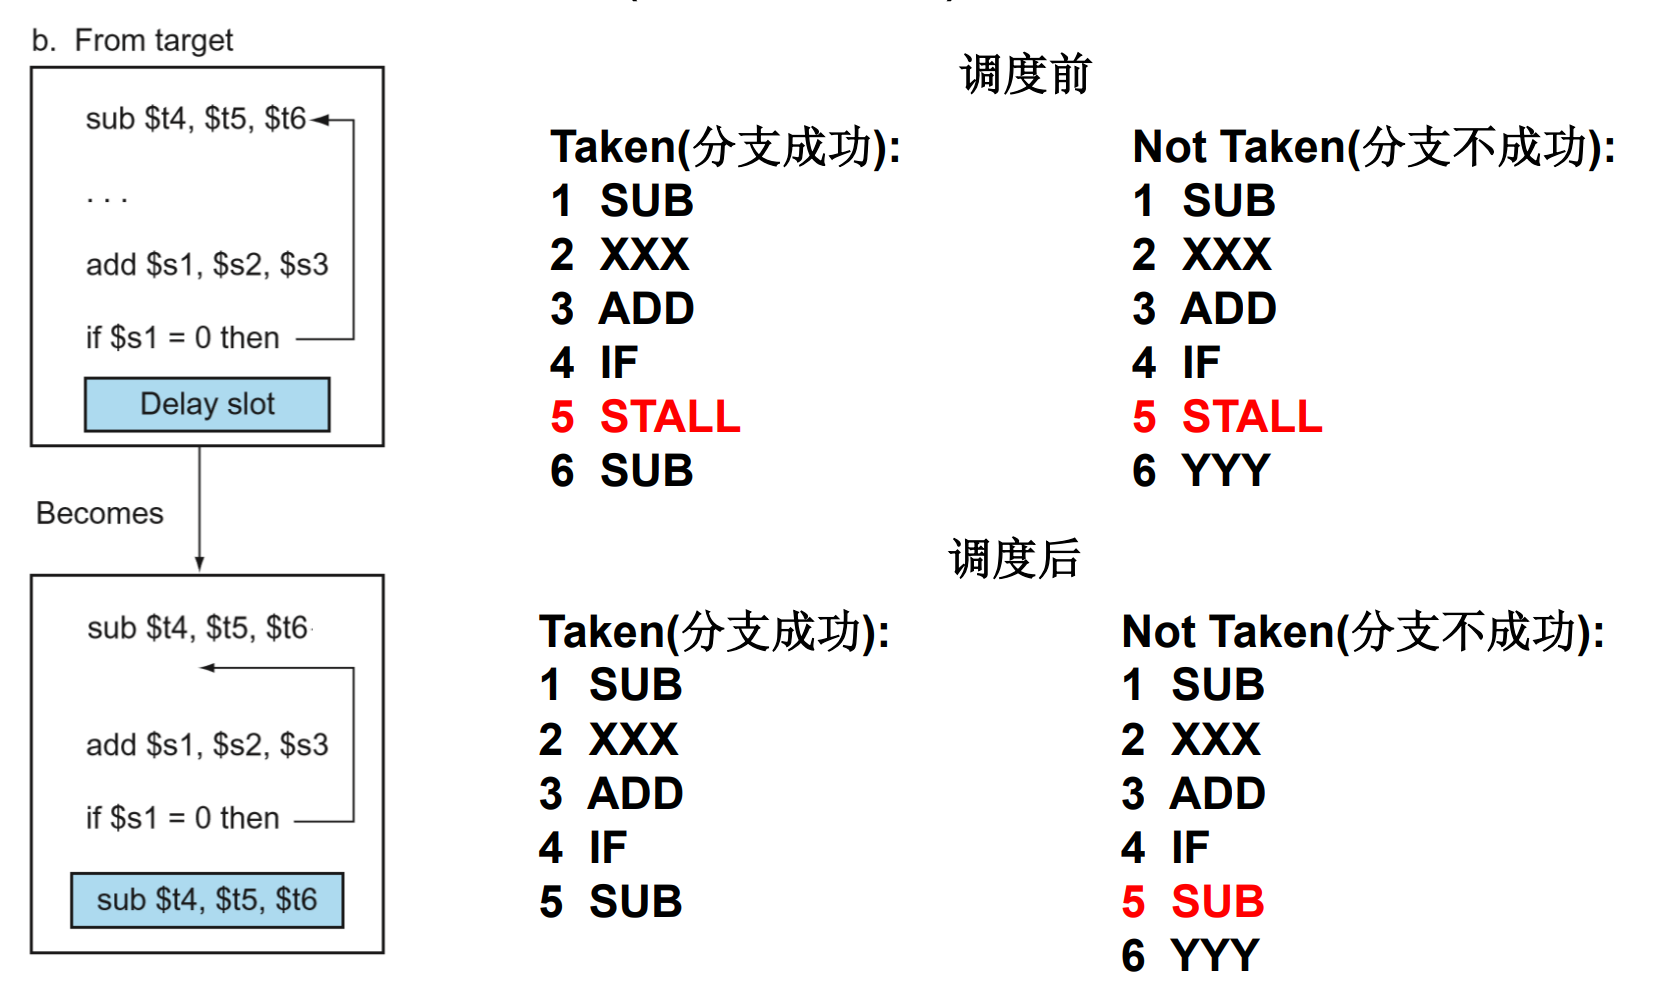 b. From target
sub $t4, $t5, $t6
. . .
add $s1, $s2, $s3
if $s1 = 0 then
Delay slot
Becomes
sub $t4, $t5, $t6
add $s1, $s2, $s3
if $s1 = 0 then
sub $t4, $t5, $t6
调度前
Taken(分支成功):
1 SUB
2 XXX
3 ADD
4 IF
5 STALL
6 SUB
Not Taken(分支不成功):
1 SUB
2 XXX
3 ADD
4 IF
5 STALL
6 YYY
调度后
Taken(分支成功):
1 SUB
2 XXX
3 ADD
4 IF
5 SUB
Not Taken(分支不成功):
1 SUB
2 XXX
3 ADD
4 IF
5 SUB
6 YYY